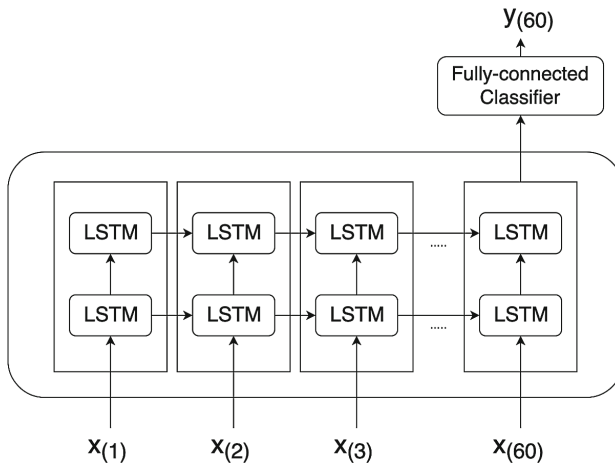 y(60)
Fully-connected
Classifier
LSTM LSTM LSTM LSTM
.....
LSTM LSTM LSTM LSTM
.....
x(1) x(2) x(3) x(60)